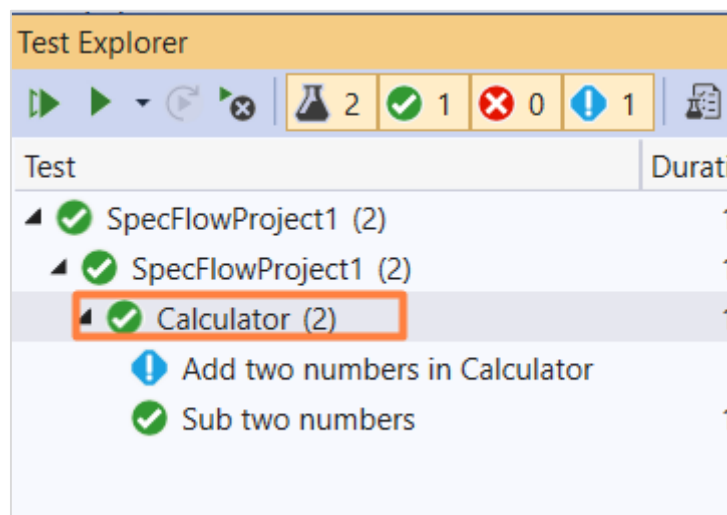 Test Explorer
2 1 0 1
Test
SpecFlowProject1 (2)
SpecFlowProject1 (2)
Calculator (2)
Add two numbers in Calculator
Sub two numbers